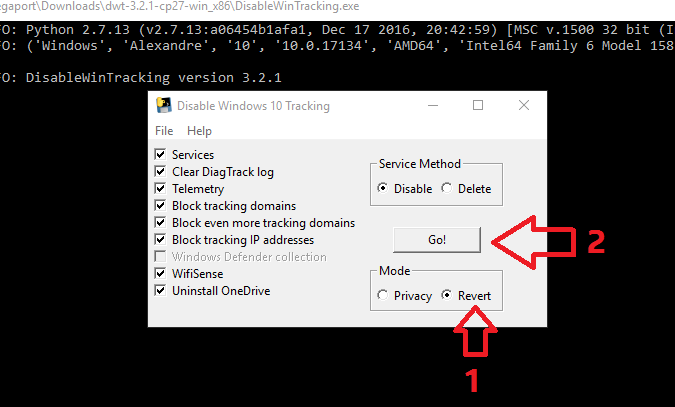 egaport\Downloads\dwt-3.2.1-cp27-win_x86\DisableWinTracking.exe
FO: Python 2.7.13 (v2.7.13:a06454b1afa1, Dec 17 2016, 20:42:59) [MSC v.1500 32 bit (I
FO: ('Windows', 'Alexandre', '10', '10.0.17134', 'AMD64', 'Intel64 Family 6 Model 158
FO: DisableWinTracking version 3.2.1
Disable Windows 10 Tracking
File Help
Services
Clear DiagTrack log
Telemetry
Block tracking domains
Block even more tracking domains
Block tracking IP addresses
Windows Defender collection
WifiSense
Uninstall OneDrive
Service Method
Disable Delete
Go!
2
Mode
Privacy Revert
1